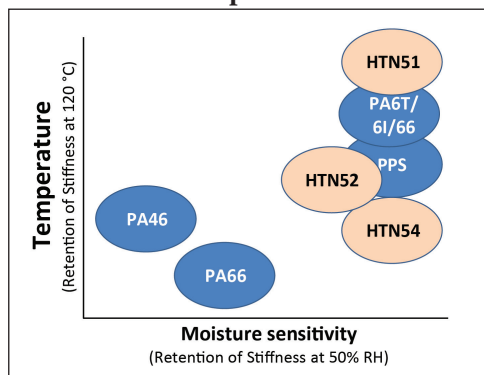 HTN51
PA6T/
6I/66
PPS
HTN52
HTN54
PA46
PA66
Temperature
(Retention of Stiffness at 120 °C)
Moisture sensitivity
(Retention of Stiffness at 50% RH)